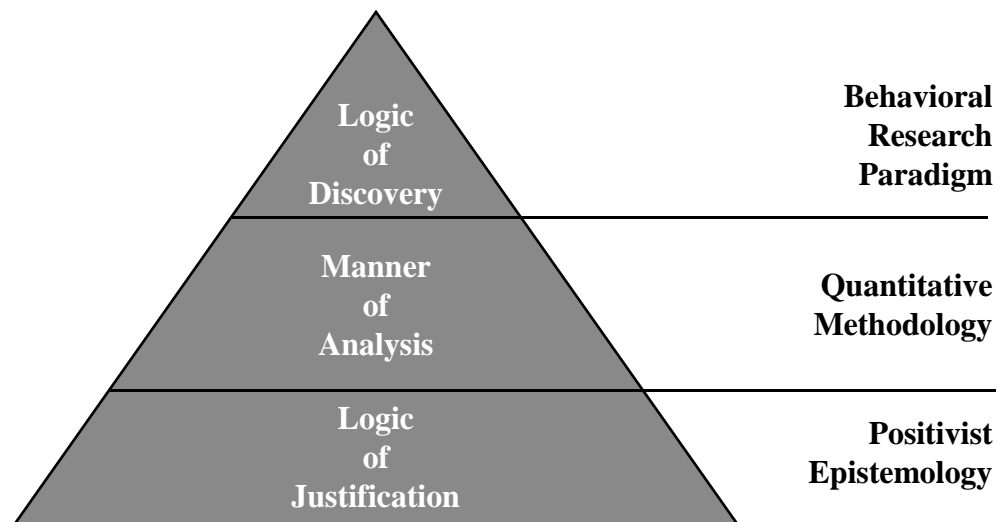 Logic
of
Discovery
Behavioral
Research
Paradigm
Manner
of
Analysis
Quantitative
Methodology
Logic
of
Justification
Positivist
Epistemology